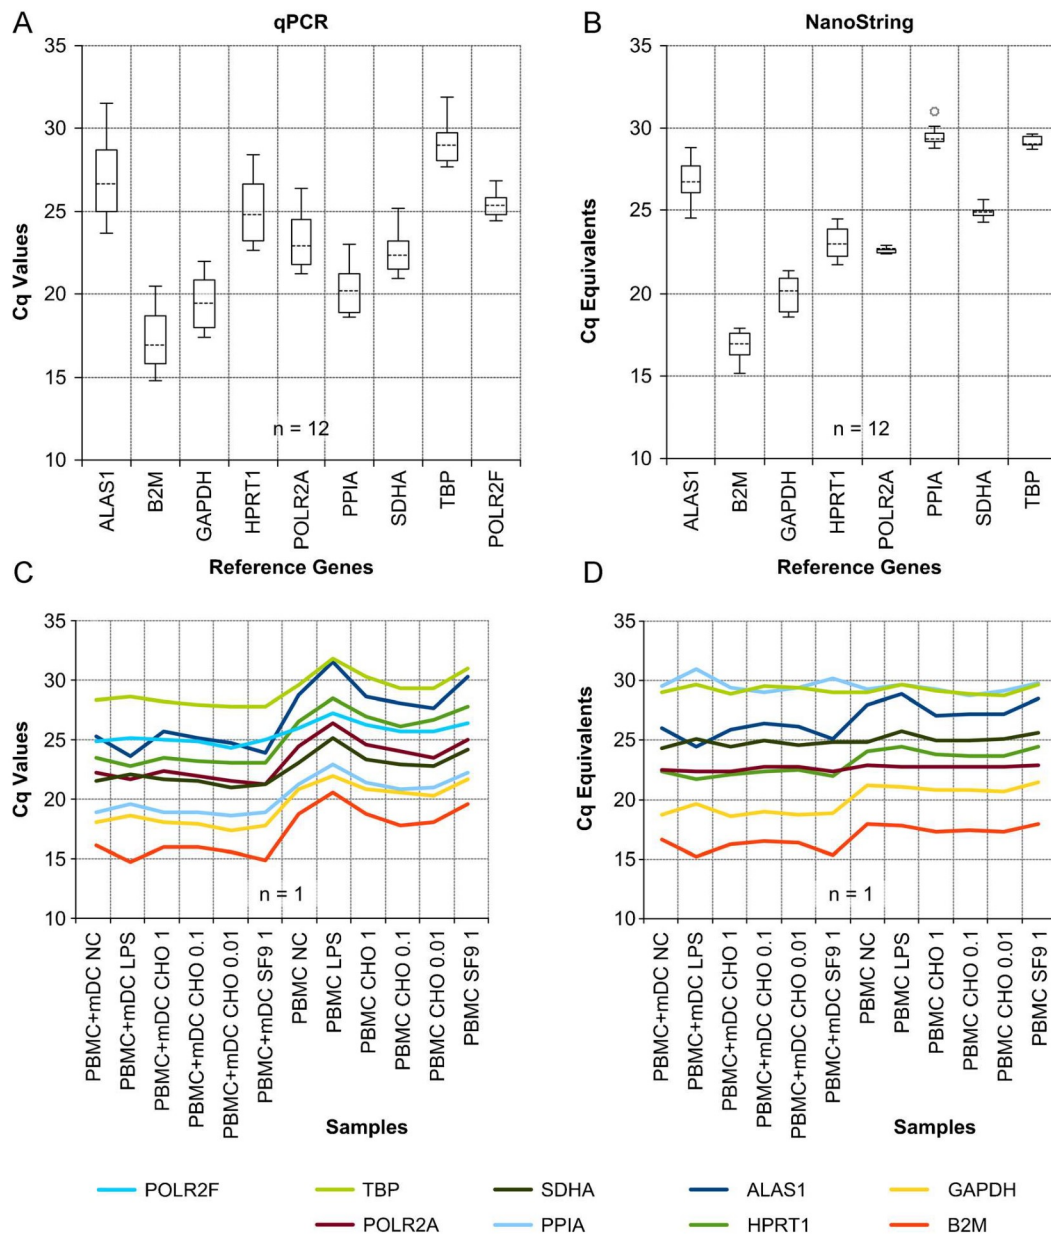 A
qPCR
Cq Values
35
30
25
20
15
10
n = 12
ALAS1
B2M
GAPDH
HPRT1
POLR2A
PPIA
SDHA
TBP
POLR2F
Reference Genes
B
NanoString
Cq Equivalents
35
30
25
20
15
10
n = 12
ALAS1
B2M
GAPDH
HPRT1
POLR2A
PPIA
SDHA
TBP
Reference Genes
C
Cq Values
35
30
25
20
15
10
n = 1
PBMC+mDC NC
PBMC+mDC LPS
PBMC+mDC CHO 1
PBMC+mDC CHO 0.1
PBMC+mDC CHO 0.01
PBMC+mDC SF9 1
PBMC NC
PBMC LPS
PBMC CHO 1
PBMC CHO 0.1
PBMC CHO 0.01
PBMC SF9 1
Samples
D
Cq Equivalents
35
30
25
20
15
10
n = 1
PBMC+mDC NC
PBMC+mDC LPS
PBMC+mDC CHO 1
PBMC+mDC CHO 0.1
PBMC+mDC CHO 0.01
PBMC+mDC SF9 1
PBMC NC
PBMC LPS
PBMC CHO 1
PBMC CHO 0.1
PBMC CHO 0.01
PBMC SF9 1
Samples
POLR2F
TBP
SDHA
ALAS1
GAPDH
POLR2A
PPIA
HPRT1
B2M